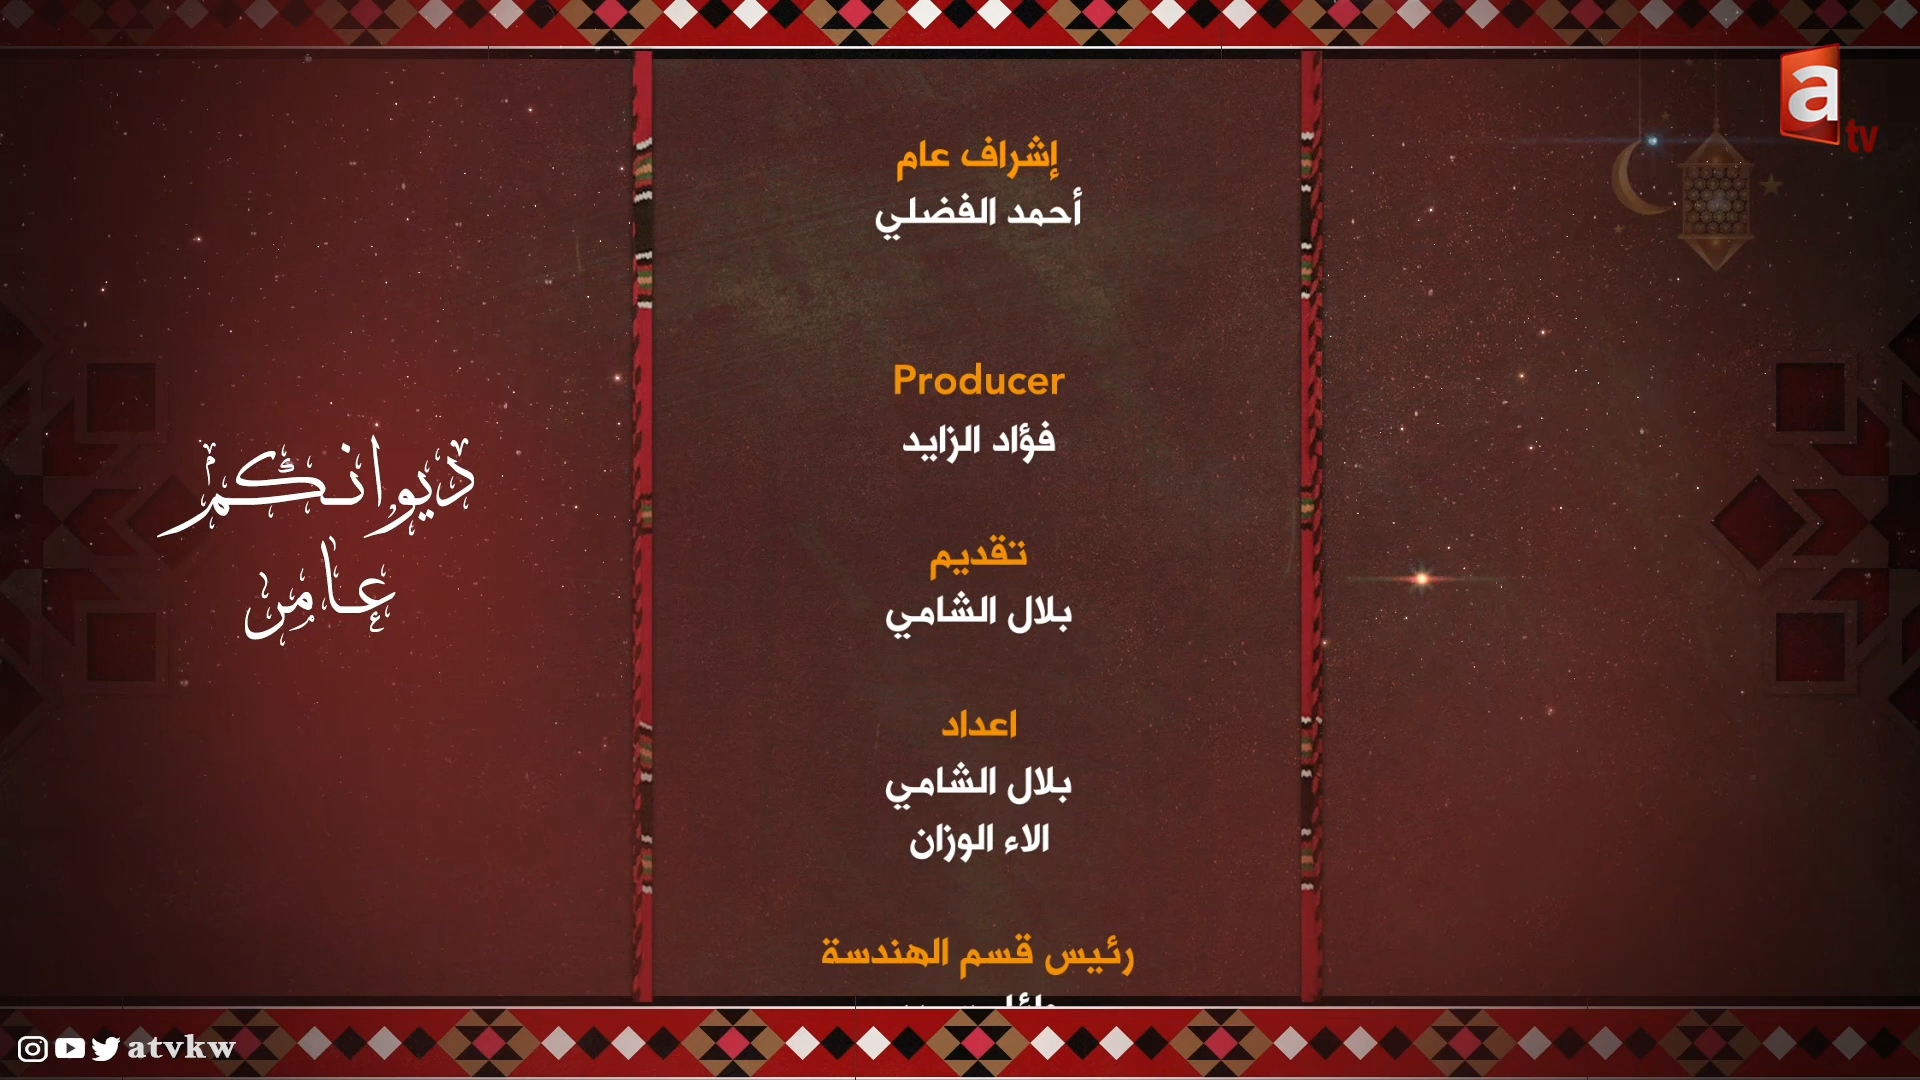 a tv
إشراف عام
أحمد الفضلي
Producer
فؤاد الزايد
تقديم
بلال الشامي
اعداد
بلال الشامي
الاء الوزان
رئيس قسم الهندسة
ديوانكم
عامر
atvkw